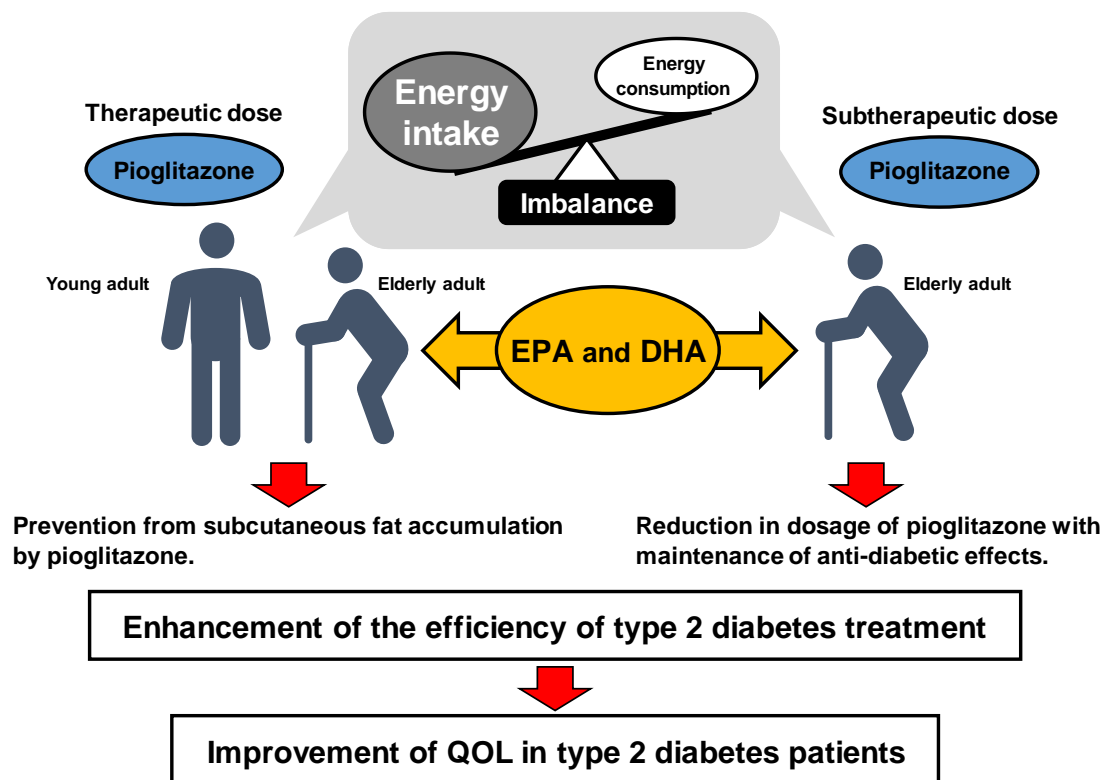 Energy
consumption
Energy
intake
Imbalance
Therapeutic dose
Pioglitazone
Subtherapeutic dose
Pioglitazone
Young adult
Elderly adult
Elderly adult
EPA and DHA
Prevention from subcutaneous fat accumulation
by pioglitazone.
Reduction in dosage of pioglitazone with
maintenance of anti-diabetic effects.
Enhancement of the efficiency of type 2 diabetes treatment
Improvement of QOL in type 2 diabetes patients